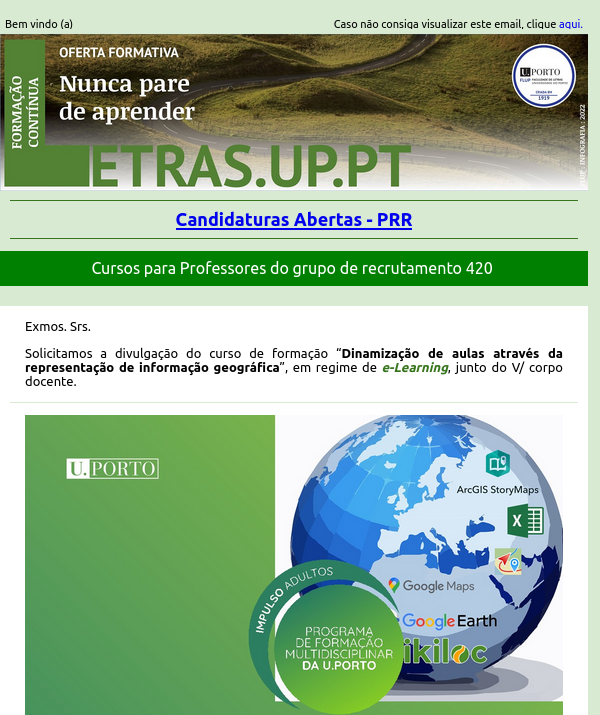 Bem vindo (a)
Caso não consiga visualizar este email, clique aqui.
OFERTA FORMATIVA
FORMAÇÃO
CONTÍNUA
Nunca pare
de aprender
U.PORTO
FLUP FACULDADE DE LETRAS
UNIVERSIDADE DO PORTO
CRIADA EM
1919
FLUP : INFOGRAFIA : 2022
LETRAS.UP.PT
Candidaturas Abertas - PRR
Cursos para Professores do grupo de recrutamento 420
Exmos. Srs.
Solicitamos a divulgação do curso de formação “Dinamização de aulas através da
representação de informação geográfica”, em regime de e-Learning, junto do V/ corpo
docente.
U.PORTO
ArcGIS StoryMaps
X
Google Maps
Google Earth
ikiloc
IMPULSO ADULTOS
PROGRAMA
DE FORMAÇÃO
MULTIDISCIPLINAR
DA U.PORTO